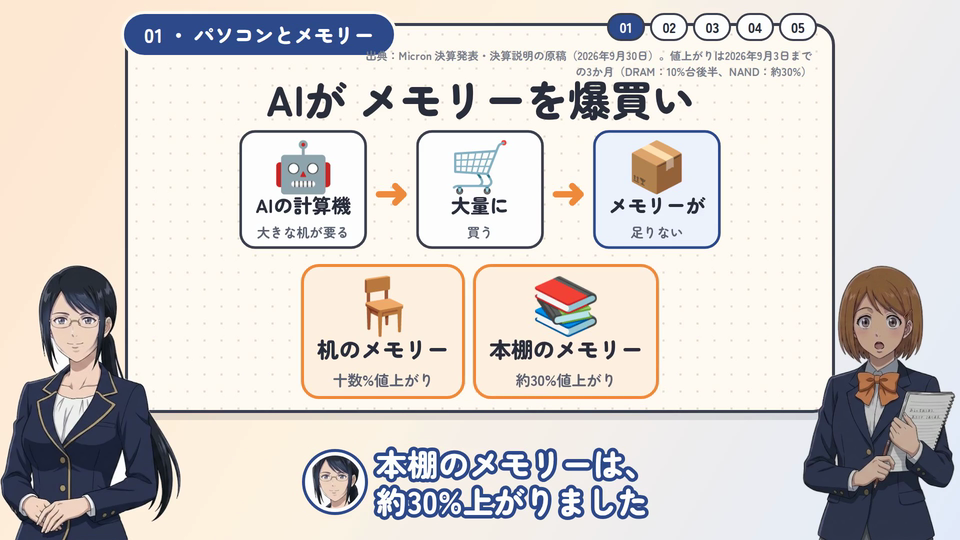 01 ・ パソコンとメモリー
01 02 03 04 05
出典：Micron 決算発表・決算説明の原稿（2026年9月30日）。値上がりは2026年9月3日まで
の3か月（DRAM：10%台後半、NAND：約30%）
AIが メモリーを爆買い
AIの計算機
大きな机が要る
大量に
買う
メモリーが
足りない
机のメモリー
十数%値上がり
本棚のメモリー
約30%値上がり
本棚のメモリーは、
約30%上がりました